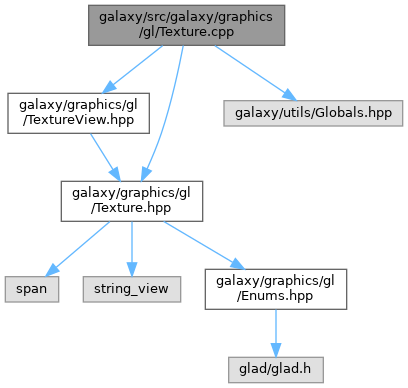 galaxy/src/galaxy/graphics
/gl/Texture.cpp
galaxy/graphics/gl
/TextureView.hpp
galaxy/utils/Globals.hpp
galaxy/graphics/gl
/Texture.hpp
span
string_view
galaxy/graphics/gl
/Enums.hpp
glad/glad.h